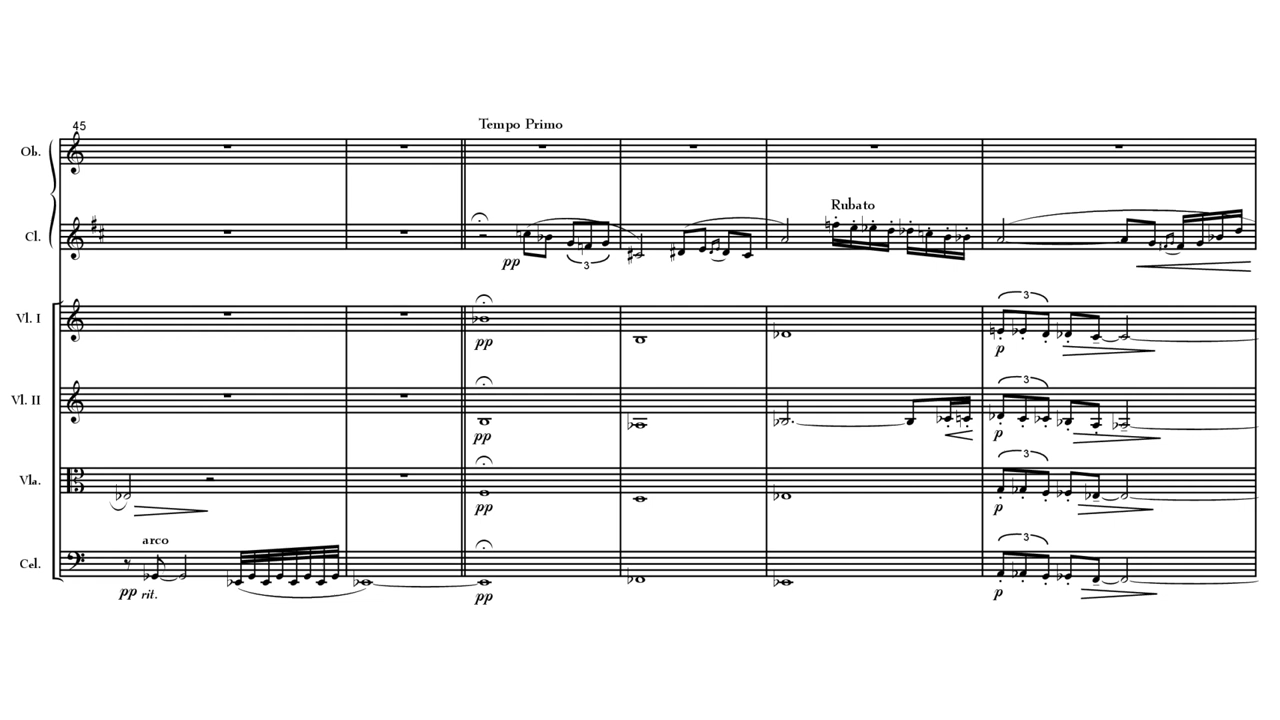 45
Tempo Primo
Ob.
Rubato
Cl.
3
pp
Vl. I
pp
3
p
Vl. II
pp
3
p
Vla.
pp
3
p
arco
Cel.
pp rit.
pp
3
p